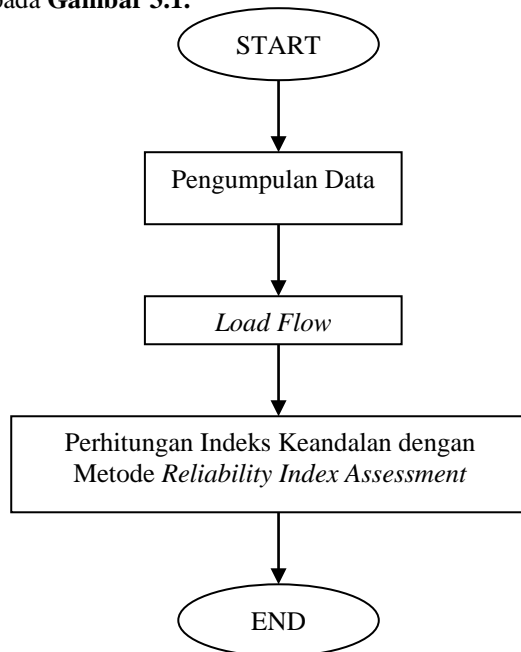 pada Gambar 3.1.
START
Pengumpulan Data
Load Flow
Perhitungan Indeks Keandalan dengan
Metode Reliability Index Assessment
END